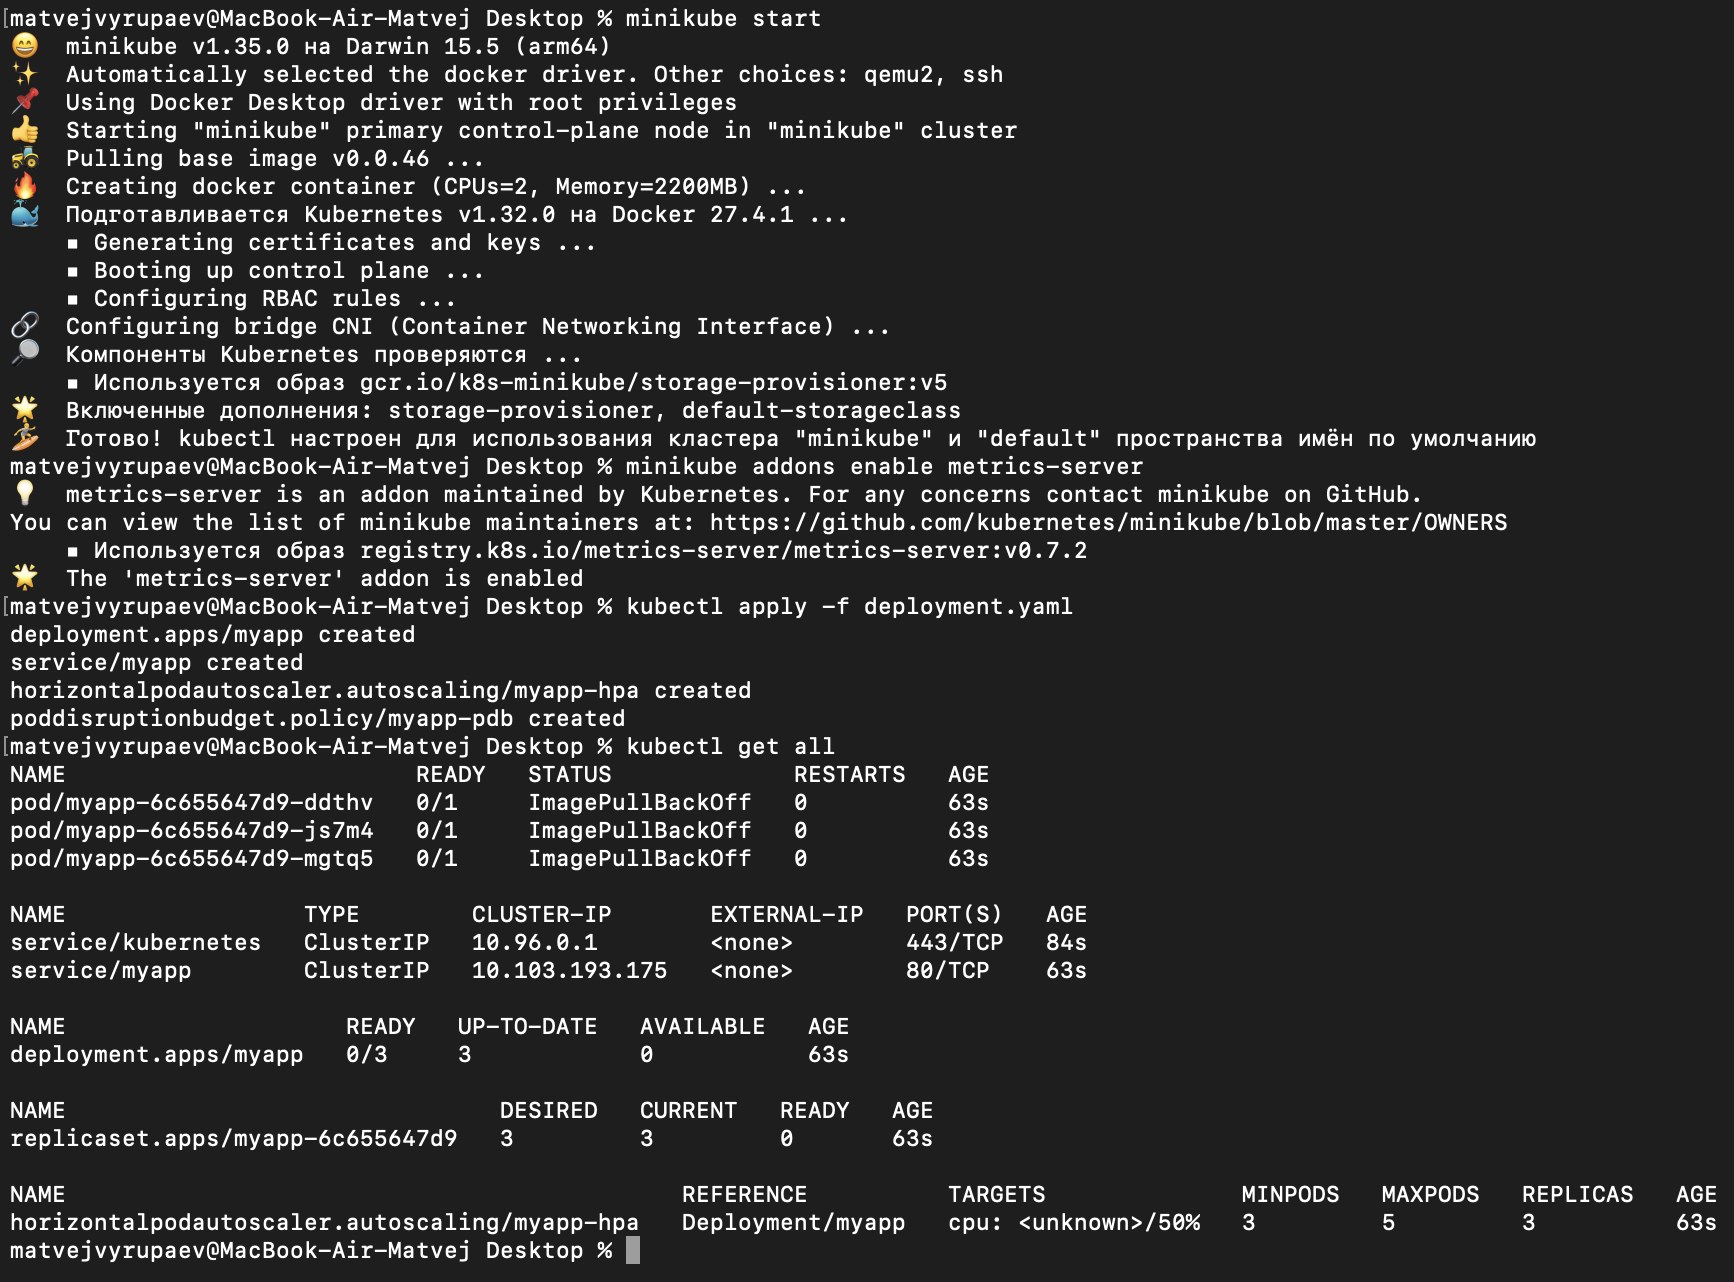 [matvejvyrupaev@MacBook-Air-Matvej Desktop % minikube start
😄  minikube v1.35.0 на Darwin 15.5 (arm64)
✨  Automatically selected the docker driver. Other choices: qemu2, ssh
📌  Using Docker Desktop driver with root privileges
👍  Starting "minikube" primary control-plane node in "minikube" cluster
🚜  Pulling base image v0.0.46 ...
🔥  Creating docker container (CPUs=2, Memory=2200MB) ...
🐳  Подготавливается Kubernetes v1.32.0 на Docker 27.4.1 ...
    ▪ Generating certificates and keys ...
    ▪ Booting up control plane ...
    ▪ Configuring RBAC rules ...
🔗  Configuring bridge CNI (Container Networking Interface) ...
🔎  Компоненты Kubernetes проверяются ...
    ▪ Используется образ gcr.io/k8s-minikube/storage-provisioner:v5
🌟  Включенные дополнения: storage-provisioner, default-storageclass
🏄  Готово! kubectl настроен для использования кластера "minikube" и "default" пространства имён по умолчанию
matvejvyrupaev@MacBook-Air-Matvej Desktop % minikube addons enable metrics-server
💡  metrics-server is an addon maintained by Kubernetes. For any concerns contact minikube on GitHub.
You can view the list of minikube maintainers at: https://github.com/kubernetes/minikube/blob/master/OWNERS
    ▪ Используется образ registry.k8s.io/metrics-server/metrics-server:v0.7.2
🌟  The 'metrics-server' addon is enabled
[matvejvyrupaev@MacBook-Air-Matvej Desktop % kubectl apply -f deployment.yaml
deployment.apps/myapp created
service/myapp created
horizontalpodautoscaler.autoscaling/myapp-hpa created
poddisruptionbudget.policy/myapp-pdb created
[matvejvyrupaev@MacBook-Air-Matvej Desktop % kubectl get all
NAME                         READY   STATUS             RESTARTS   AGE
pod/myapp-6c655647d9-ddthv   0/1     ImagePullBackOff   0          63s
pod/myapp-6c655647d9-js7m4   0/1     ImagePullBackOff   0          63s
pod/myapp-6c655647d9-mgtq5   0/1     ImagePullBackOff   0          63s
NAME                 TYPE        CLUSTER-IP       EXTERNAL-IP   PORT(S)   AGE
service/kubernetes   ClusterIP   10.96.0.1        <none>        443/TCP   84s
service/myapp        ClusterIP   10.103.193.175   <none>        80/TCP    63s
NAME                    READY   UP-TO-DATE   AVAILABLE   AGE
deployment.apps/myapp   0/3     3            0           63s
NAME                               DESIRED   CURRENT   READY   AGE
replicaset.apps/myapp-6c655647d9   3         3         0       63s
NAME                                            REFERENCE          TARGETS              MINPODS   MAXPODS   REPLICAS   AGE
horizontalpodautoscaler.autoscaling/myapp-hpa   Deployment/myapp   cpu: <unknown>/50%   3         5         3          63s
matvejvyrupaev@MacBook-Air-Matvej Desktop %